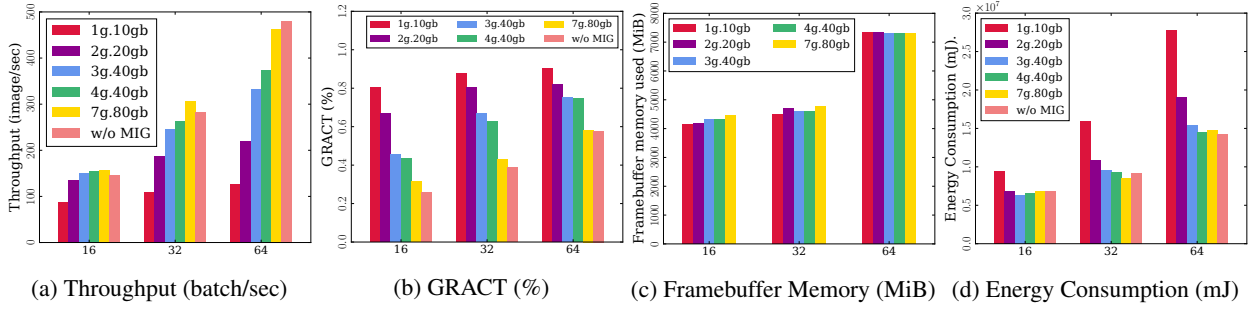 Throughput (image/sec)
500
400
300
200
100
0
1g.10gb
2g.20gb
3g.40gb
4g.40gb
7g.80gb
w/o MIG
16 32 64
(a) Throughput (batch/sec)
GRACT (%)
1.2
1.0
0.8
0.6
0.4
0.2
0.0
1g.10gb 3g.40gb 7g.80gb
2g.20gb 4g.40gb w/o MIG
16 32 64
(b) GRACT (%)
Framebuffer memory used (MiB)
8000
7000
6000
5000
4000
3000
2000
1000
0
1g.10gb 4g.40gb
2g.20gb 7g.80gb
3g.40gb
16 32 64
(c) Framebuffer Memory (MiB)
Energy Consumption (mJ).
3.0 ×10⁷
2.5
2.0
1.5
1.0
0.5
0.0
1g.10gb
2g.20gb
3g.40gb
4g.40gb
7g.80gb
w/o MIG
16 32 64
(d) Energy Consumption (mJ)